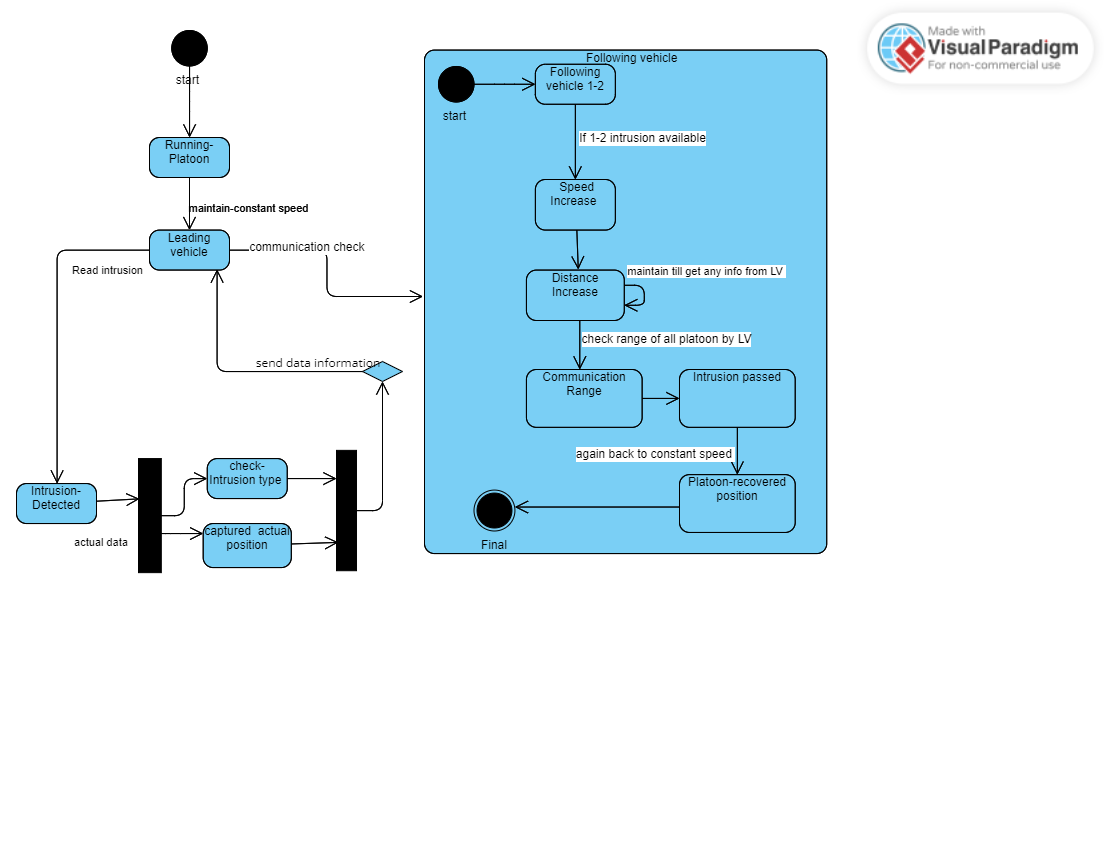 Made with
Visual Paradigm
For non-commercial use
start
Running-
Platoon
maintain-constant speed
Leading
vehicle
communication check
Read intrusion
send data information
Intrusion-
Detected
actual data
check-
Intrusion type
captured actual
position
Following vehicle
start
Following
vehicle 1-2
If 1-2 intrusion available
Speed
Increase
Distance
Increase
maintain till get any info from LV
check range of all platoon by LV
Communication
Range
Intrusion passed
again back to constant speed
Platoon-recovered
position
Final